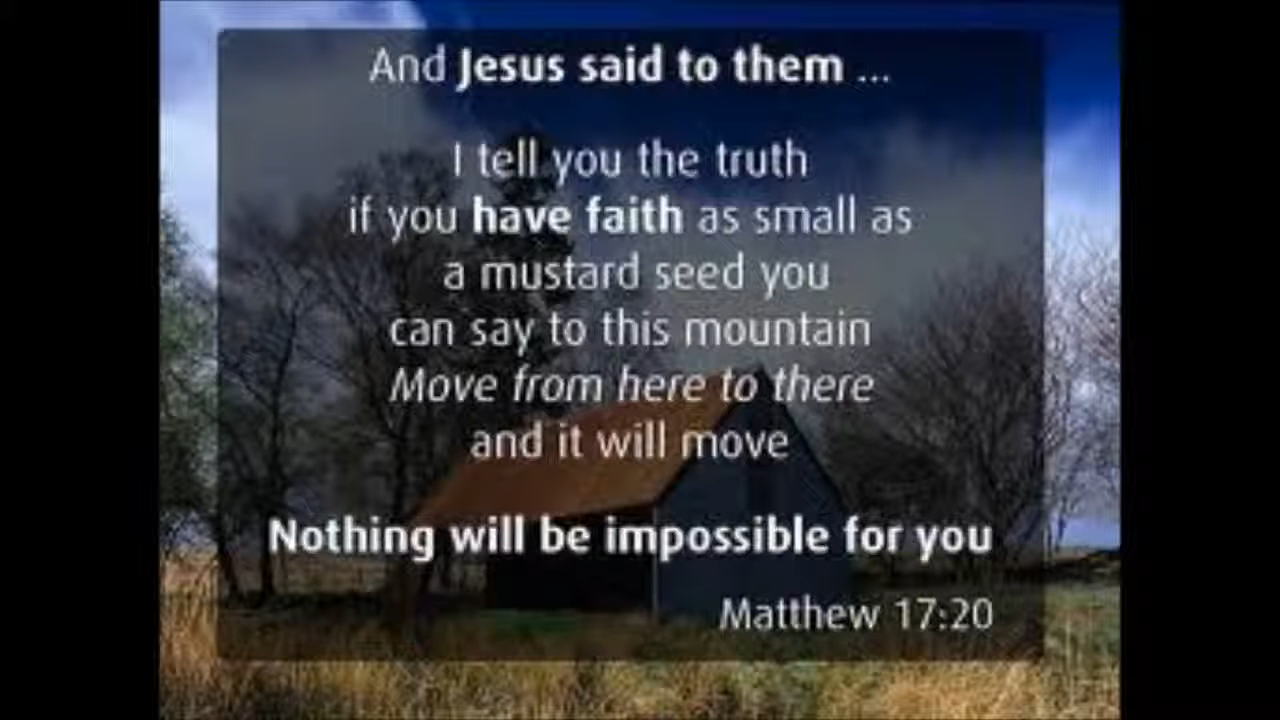 And Jesus said to them ...
I tell you the truth
if you have faith as small as
a mustard seed you
can say to this mountain
Move from here to there
and it will move
Nothing will be impossible for you
Matthew 17:20